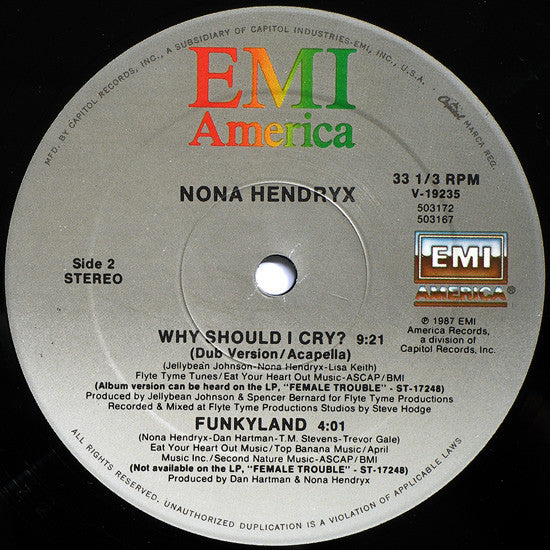 MFD. BY CAPITOL RECORDS, INC., A SUBSIDIARY OF CAPITOL INDUSTRIES-EMI, INC., U.S.A.
Capitol MARCA REG.
EMI
America
NONA HENDRYX
33 1/3 RPM
V-19235
503172
503167
Side 2
STEREO
EMI
AMERICA®
℗ 1987 EMI
America Records,
a division of
Capitol Records, Inc.
WHY SHOULD I CRY? 9:21
(Dub Version/Acapella)
(Jellybean Johnson-Nona Hendryx-Lisa Keith)
Flyte Tyme Tunes/Eat Your Heart Out Music-ASCAP/BMI
(Album version can be heard on the LP, "FEMALE TROUBLE" - ST-17248)
Produced by Jellybean Johnson & Spencer Bernard for Flyte Tyme Productions
Recorded & Mixed at Flyte Tyme Productions Studios by Steve Hodge
FUNKYLAND 4:01
(Nona Hendryx-Dan Hartman-T.M. Stevens-Trevor Gale)
Eat Your Heart Out Music/Top Banana Music/April
Music Inc./Second Nature Music-ASCAP/BMI
(Not available on the LP, "FEMALE TROUBLE" - ST-17248)
Produced by Dan Hartman & Nona Hendryx
ALL RIGHTS RESERVED. UNAUTHORIZED DUPLICATION IS A VIOLATION OF APPLICABLE LAWS